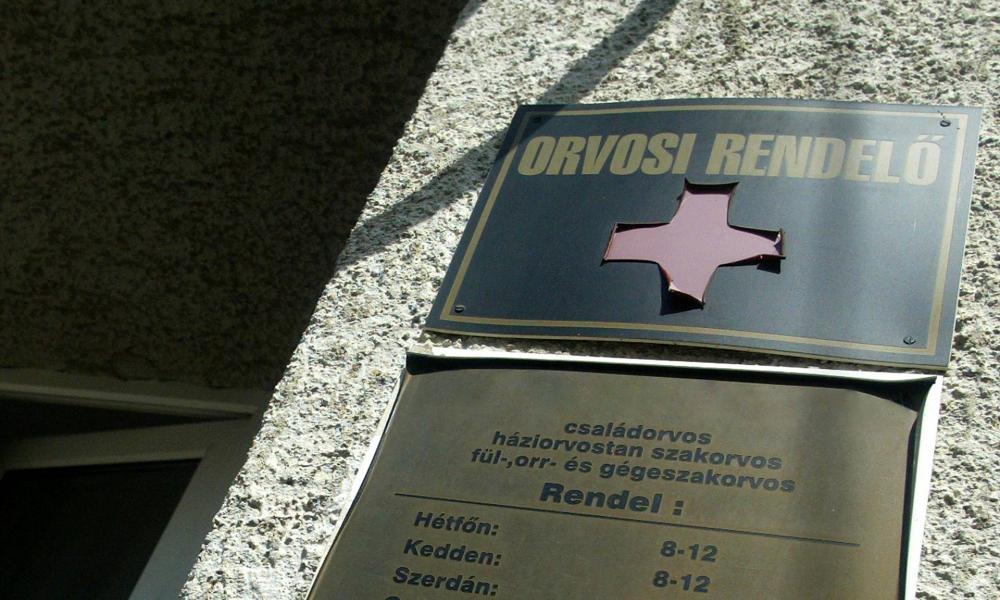 ORVOSI RENDELŐ
családorvos
háziorvostan szakorvos
fül-,orr- és gégeszakorvos
Rendel :
Hétfőn: 8-12
Kedden: 8-12
Szerdán: